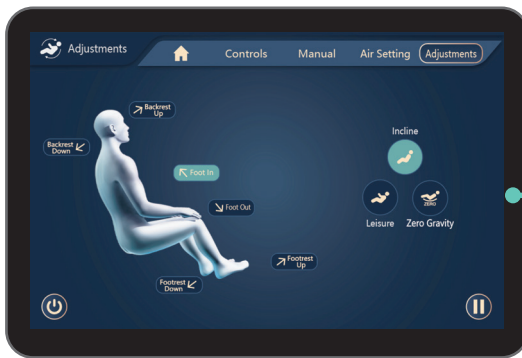 Adjustments
Controls
Manual
Air Setting
Adjustments
Backrest
Up
Backrest
Down
Incline
Foot In
Foot Out
Leisure
ZERO
Zero Gravity
Footrest
Up
Footrest
Down